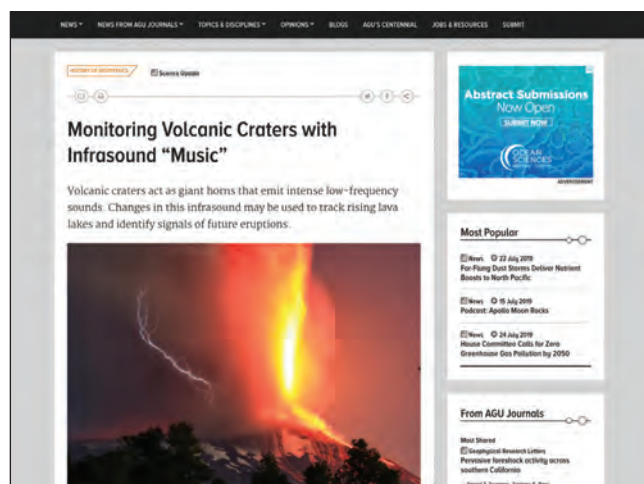 NEWS NEWS FROM AGU JOURNALS TOPICS & DISCIPLINES OPINIONS BLOGS AGU'S CENTENNIAL JOBS & RESOURCES SUBMIT
Science Update
Monitoring Volcanic Craters with
Infrasound “Music”
Volcanic craters act as giant horns that emit intense low-frequency
sounds. Changes in this infrasound may be used to track rising lava
lakes and identify signals of future eruptions.
Abstract Submissions
Now Open
SUBMIT NOW
OCEAN
SCIENCES
ADVERTISEMENT
Most Popular
News 22 July 2019
Far-Flung Dust Storms Deliver Nutrient
Boosts to North Pacific
News 15 July 2019
Podcast: Apollo Moon Rocks
News 24 July 2019
House Committee Calls for Zero
Greenhouse Gas Pollution by 2050
From AGU Journals
Most Shared
Geophysical Research Letters
Pervasive foreshock activity across
southern California